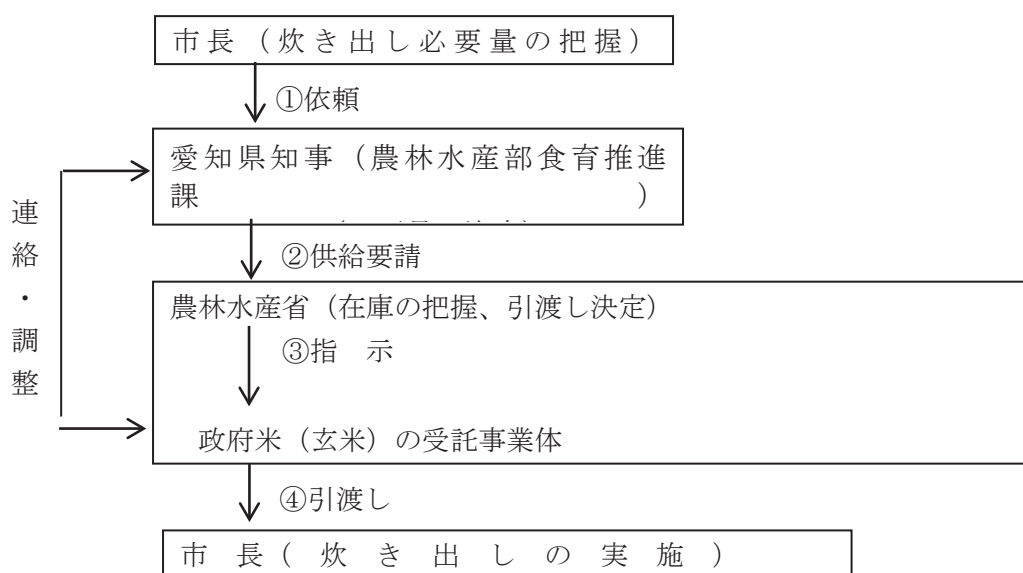 市長（炊き出し必要量の把握）
①依頼
愛知県知事（農林水産部食育推進
課　　　　　　　　　　　　　　）
②供給要請
連絡・調整
農林水産省（在庫の把握、引渡し決定）
③指　示
政府米（玄米）の受託事業体
④引渡し
市　長（　炊　き　出　し　の　実　施　）